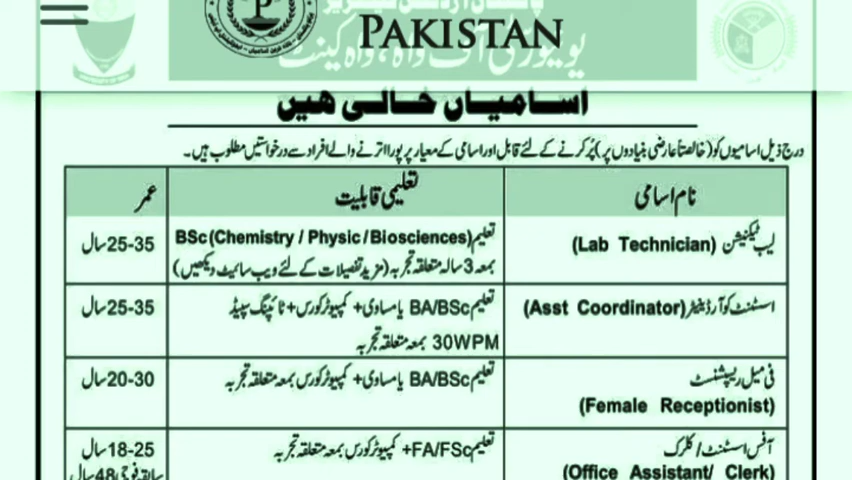 PAKISTAN
یونیورسٹی آف واہ، واہ کینٹ
اسامیاں خالی ھیں
درج ذیل اسامیوں کو (خالصتاً عارضی بنیادوں پر) پُر کرنے کے لئے قابل اور اسامی کے معیار پر پورا اترنے والے افراد سے درخواستیں مطلوب ہیں۔
نام اسامی تعلیمی قابلیت عمر
لیب ٹیکنیشن (Lab Technician) تعلیم BSc (Chemistry / Physic / Biosciences) 25-35 سال
بمعہ 3 سالہ متعلقہ تجربہ (مزید تفصیلات کے لئے ویب سائیٹ دیکھیں)
اسسٹنٹ کوآرڈینیٹر (Asst Coordinator) تعلیم BA/BSc یا مساوی + کمپیوٹر کورس + ٹائپنگ سپیڈ 25-35 سال
30WPM بمعہ متعلقہ تجربہ
فی میل ریسپشنسٹ تعلیم BA/BSc یا مساوی + کمپیوٹر کورس بمعہ متعلقہ تجربہ 20-30 سال
(Female Receptionist)
آفس اسسٹنٹ / کلرک تعلیم FA/FSc + کمپیوٹر کورس بمعہ متعلقہ تجربہ 18-25 سال
(Office Assistant/ Clerk) سابقہ فوجی 48 سال